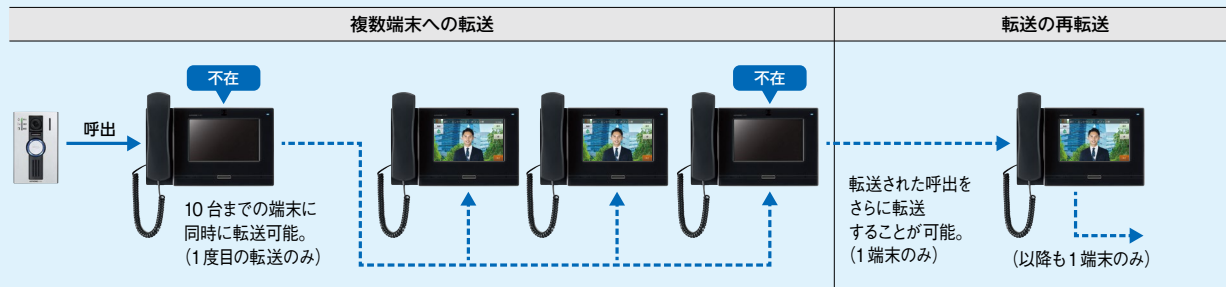 複数端末への転送
転送の再転送
不在
不在
呼出
10台までの端末に
同時に転送可能。
(1度目の転送のみ)
転送された呼出を
さらに転送
することが可能。
(1端末のみ)
(以降も1端末のみ)